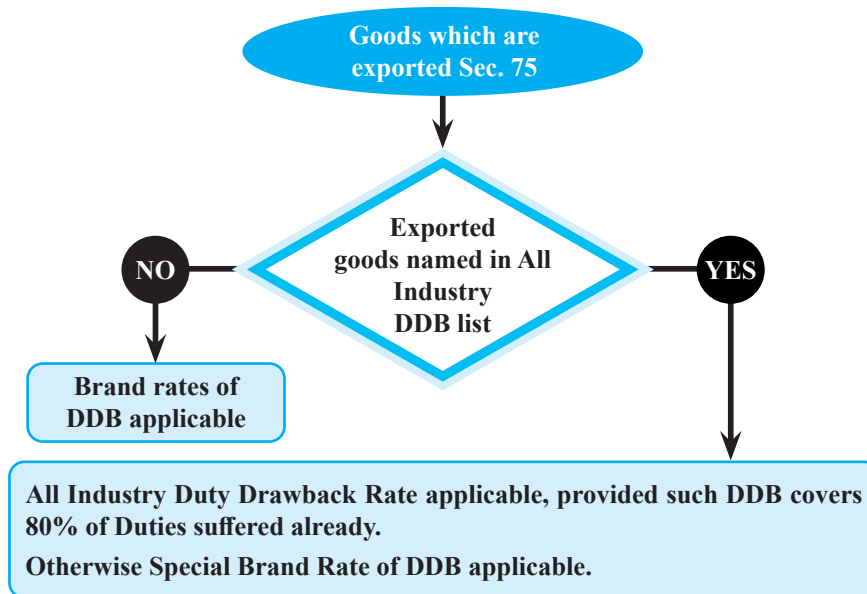 Goods which are
exported Sec. 75
Exported
goods named in All
Industry
DDB list
NO
YES
Brand rates of
DDB applicable
All Industry Duty Drawback Rate applicable, provided such DDB covers
80% of Duties suffered already.
Otherwise Special Brand Rate of DDB applicable.